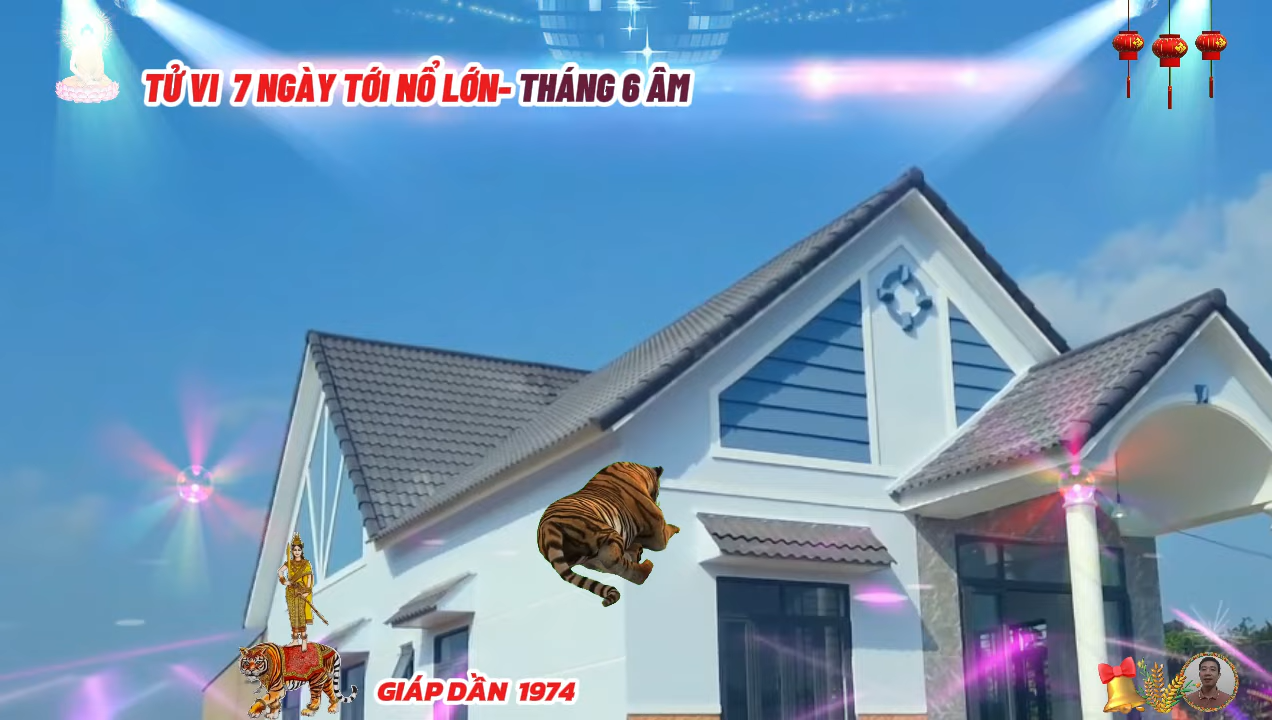 TỬ VI 7 NGÀY TỚI NỔ LỚN- THÁNG 6 ÂM
GIÁP DẦN 1974